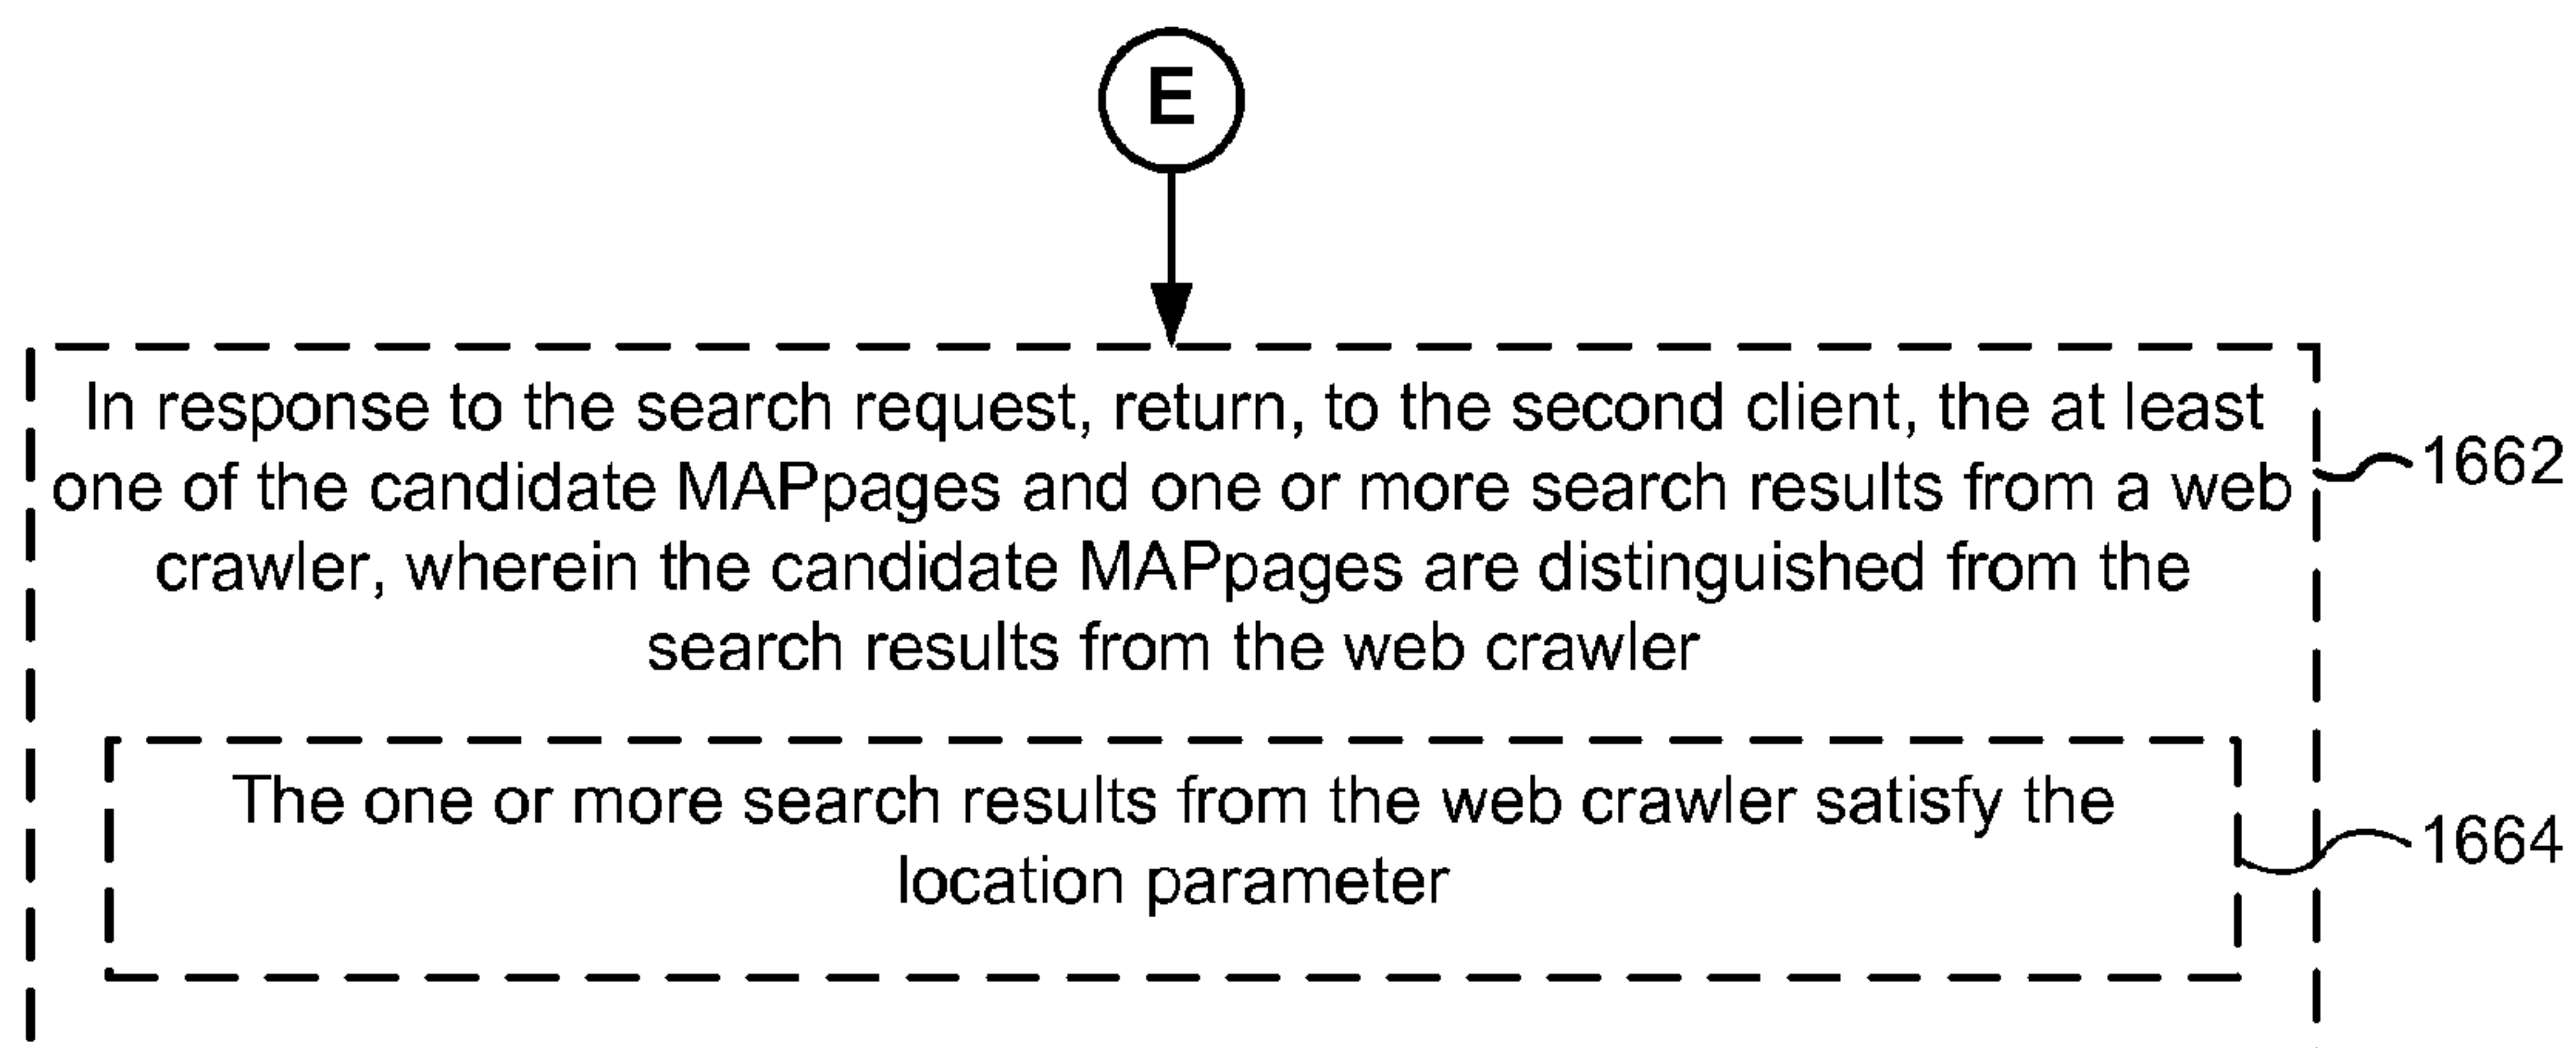 E
In response to the search request, return, to the second client, the at least
one of the candidate MAPpages and one or more search results from a web
crawler, wherein the candidate MAPpages are distinguished from the
search results from the web crawler
1662
The one or more search results from the web crawler satisfy the
location parameter
1664